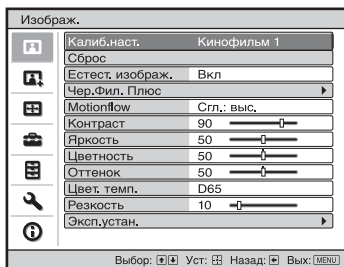 Изображ.
Калиб.наст. Кинофильм 1
Сброс
Естест. изображ. Вкл
Чер.Фил. Плюс
Motionflow Сгл.: выс.
Контраст 90
Яркость 50
Цветность 50
Оттенок 50
Цвет. темп. D65
Резкость 10
Эксп.устан.
Выбор: Уст: Назад: Вых: MENU